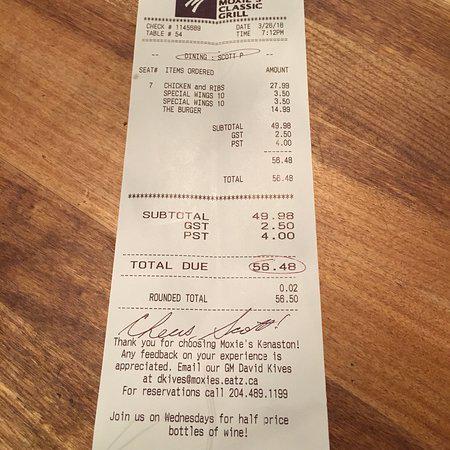 MOXIE'S
CLASSIC
GRILL
CHECK # 1145689 DATE 3/28/18
TABLE # 54 TIME 7:12PM
DINING : SCOTT P --
SEAT# ITEMS ORDERED AMOUNT
7 CHICKEN and RIBS 27.99
SPECIAL WINGS 10 3.50
SPECIAL WINGS 10 3.50
THE BURGER 14.99
SUBTOTAL 49.98
GST 2.50
PST 4.00
56.48
TOTAL 56.48
SUBTOTAL 49.98
GST 2.50
PST 4.00
TOTAL DUE 56.48
0.02
ROUNDED TOTAL 56.50
Scott!
Thank you for choosing Moxie's Kenaston!
Any feedback on your experience is
appreciated. Email our GM David Kives
at dkives@moxies.eatz.ca
For reservations call 204.489.1199
Join us on Wednesdays for half price
bottles of wine!